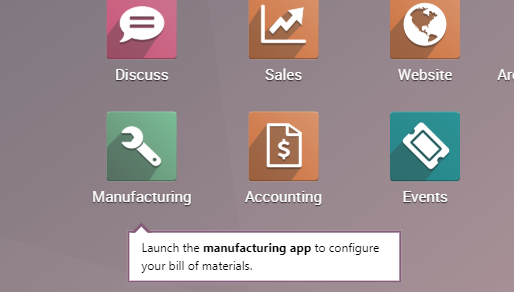 Discuss
Sales
Website
Manufacturing
Accounting
Events
Launch the manufacturing app to configure
your bill of materials.